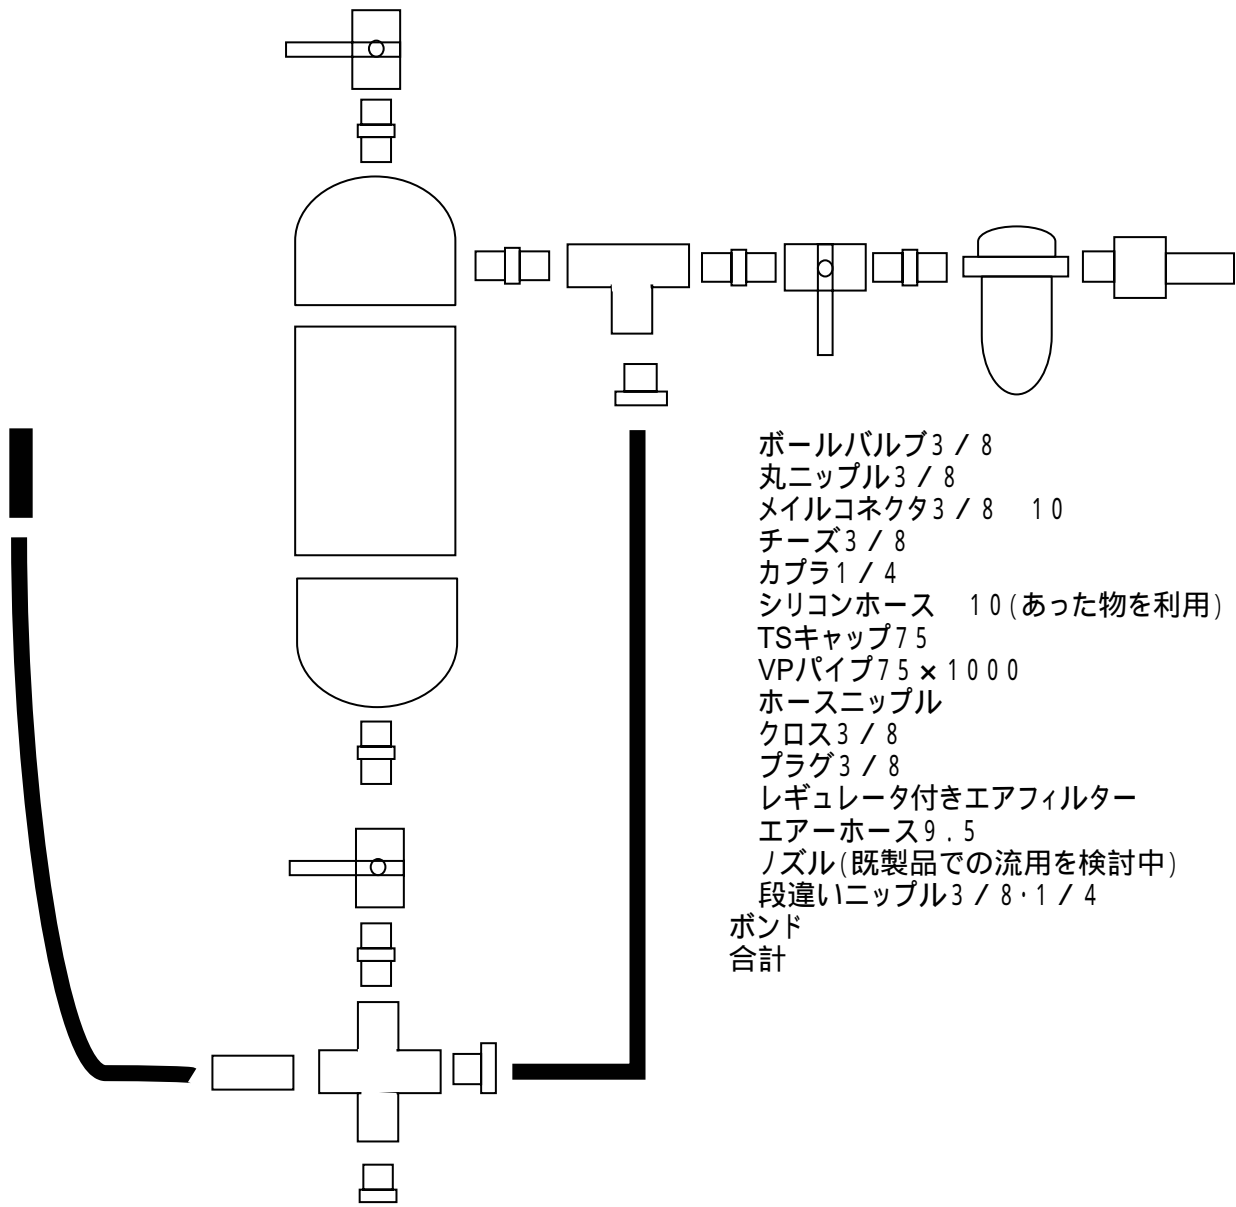 ボールバルブ3/8
丸ニップル3/8
メイルコネクタ3/8 10
チーズ3/8
カプラ1/4
シリコンホース 10(あった物を利用)
TSキャップ75
VPパイプ75×1000
ホースニップル
クロス3/8
プラグ3/8
レギュレータ付きエアフィルター
エアーホース9.5
ノズル(既製品での流用を検討中)
段違いニップル3/8・1/4
ボンド
合計